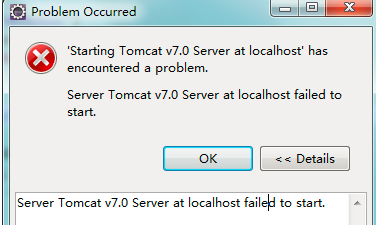 Problem Occurred
'Starting Tomcat v7.0 Server at localhost' has
encountered a problem.
Server Tomcat v7.0 Server at localhost failed to
start.
OK
<< Details
Server Tomcat v7.0 Server at localhost failed to start.